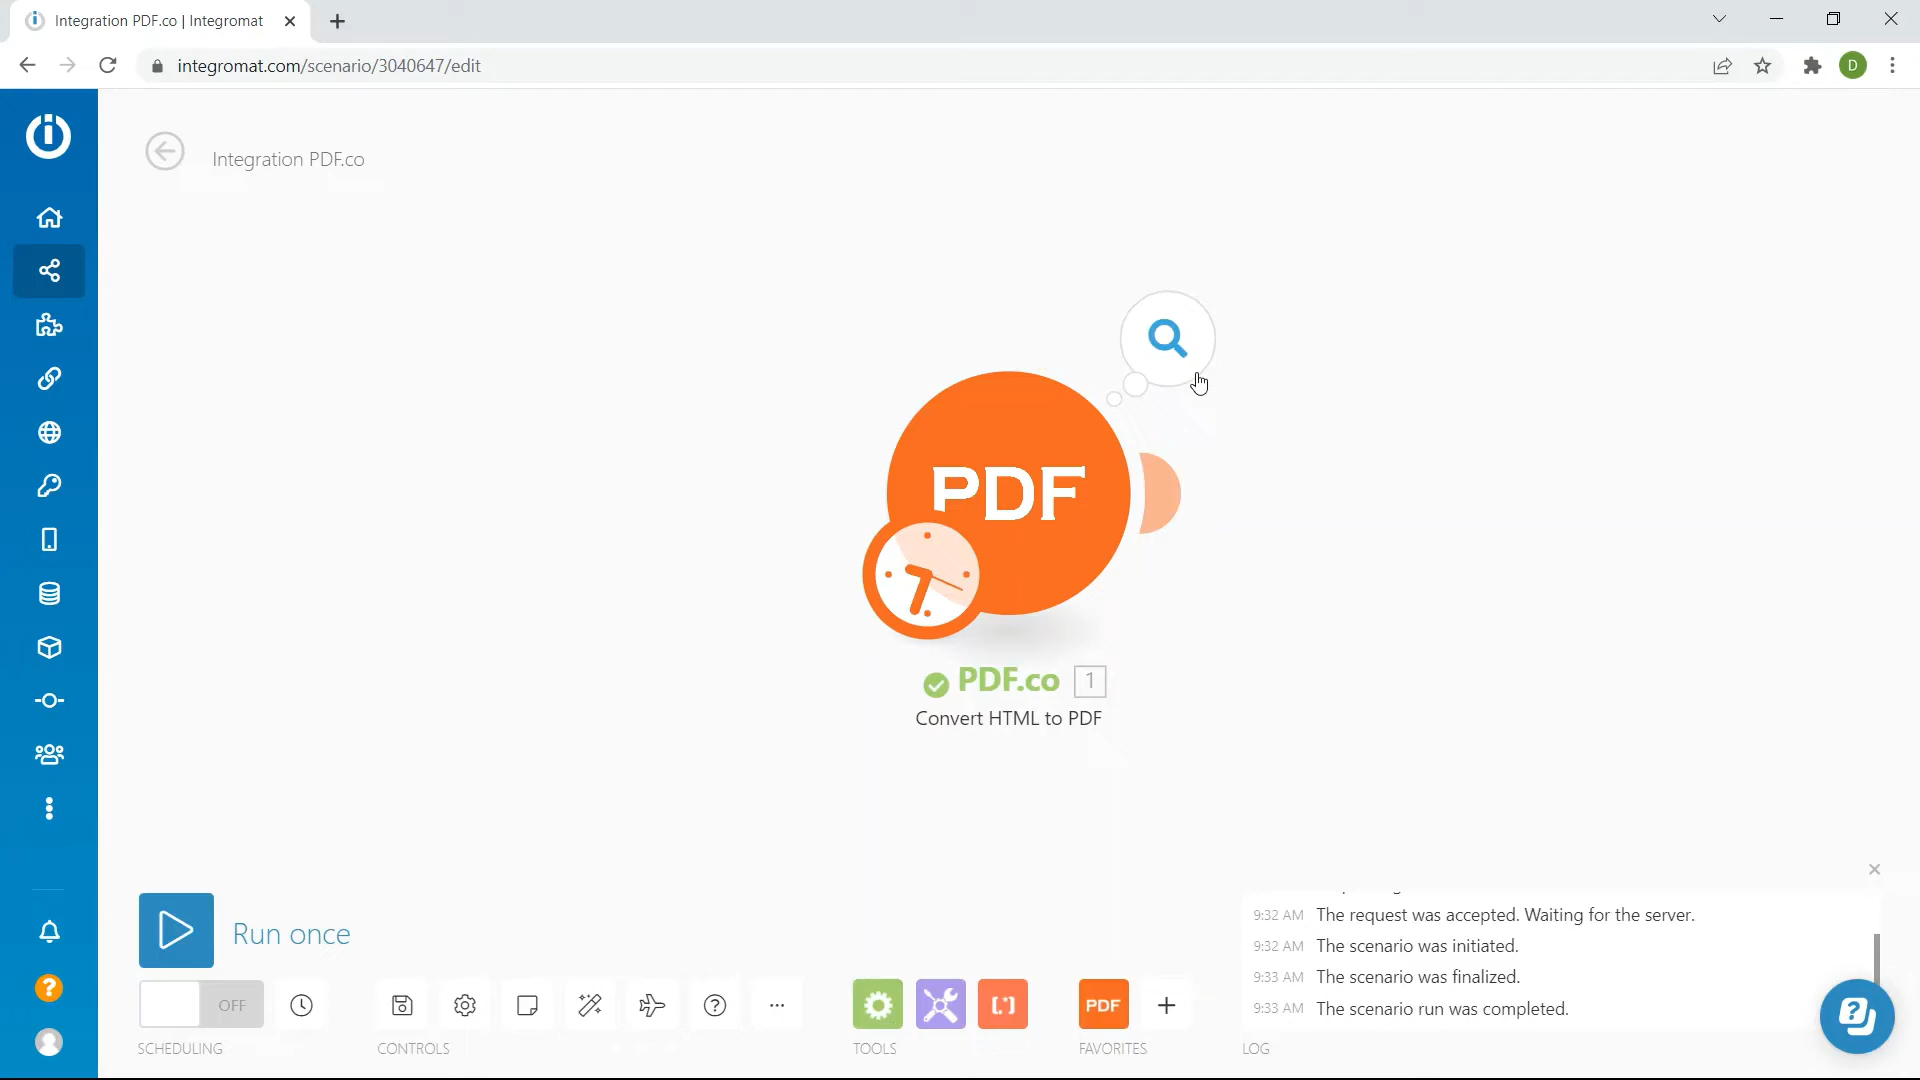 Integration PDF.co | Integromat
integromat.com/scenario/3040647/edit
D
Integration PDF.co
PDF
PDF.co 1
Convert HTML to PDF
Run once
9:32 AM The request was accepted. Waiting for the server.
9:32 AM The scenario was initiated.
9:33 AM The scenario was finalized.
9:33 AM The scenario run was completed.
OFF
PDF
SCHEDULING
CONTROLS
TOOLS
FAVORITES
LOG